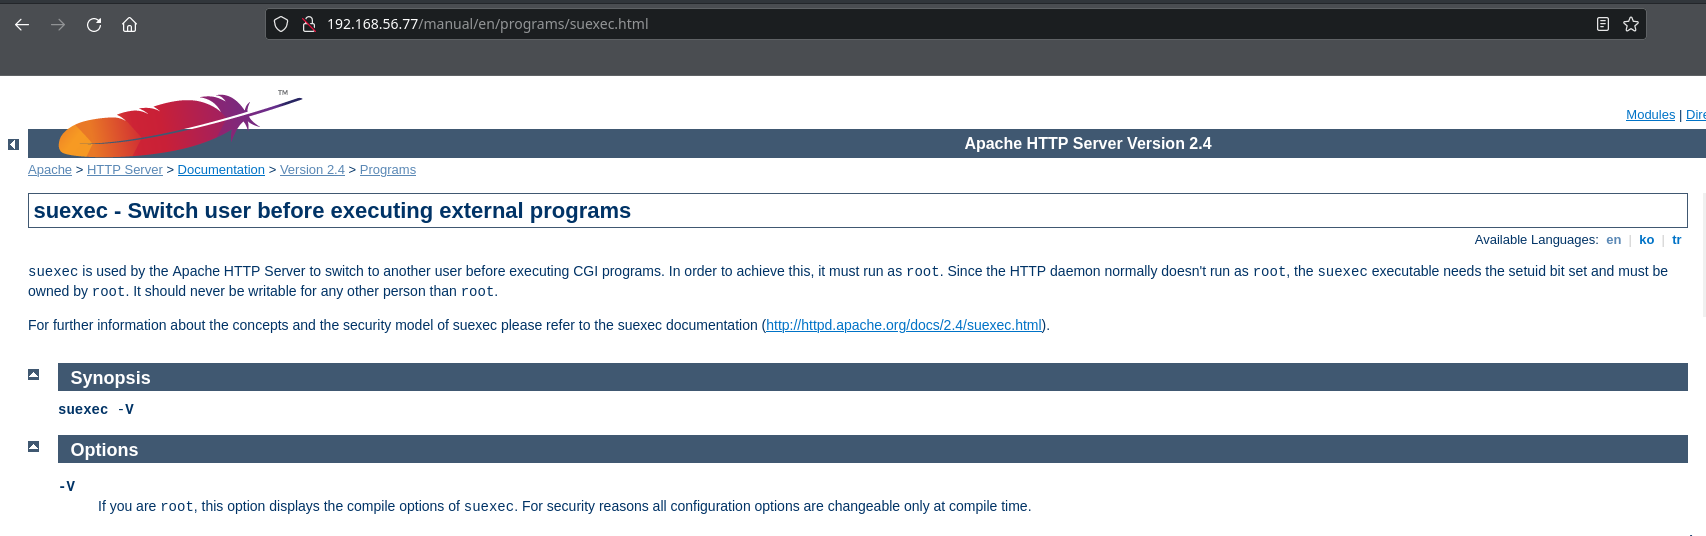 192.168.56.77/manual/en/programs/suexec.html
TM
Modules | Dire
Apache HTTP Server Version 2.4
Apache > HTTP Server > Documentation > Version 2.4 > Programs
suexec - Switch user before executing external programs
Available Languages: en | ko | tr
suexec is used by the Apache HTTP Server to switch to another user before executing CGI programs. In order to achieve this, it must run as root. Since the HTTP daemon normally doesn't run as root, the suexec executable needs the setuid bit set and must be
owned by root. It should never be writable for any other person than root.
For further information about the concepts and the security model of suexec please refer to the suexec documentation (http://httpd.apache.org/docs/2.4/suexec.html).
Synopsis
suexec -V
Options
-V
If you are root, this option displays the compile options of suexec. For security reasons all configuration options are changeable only at compile time.